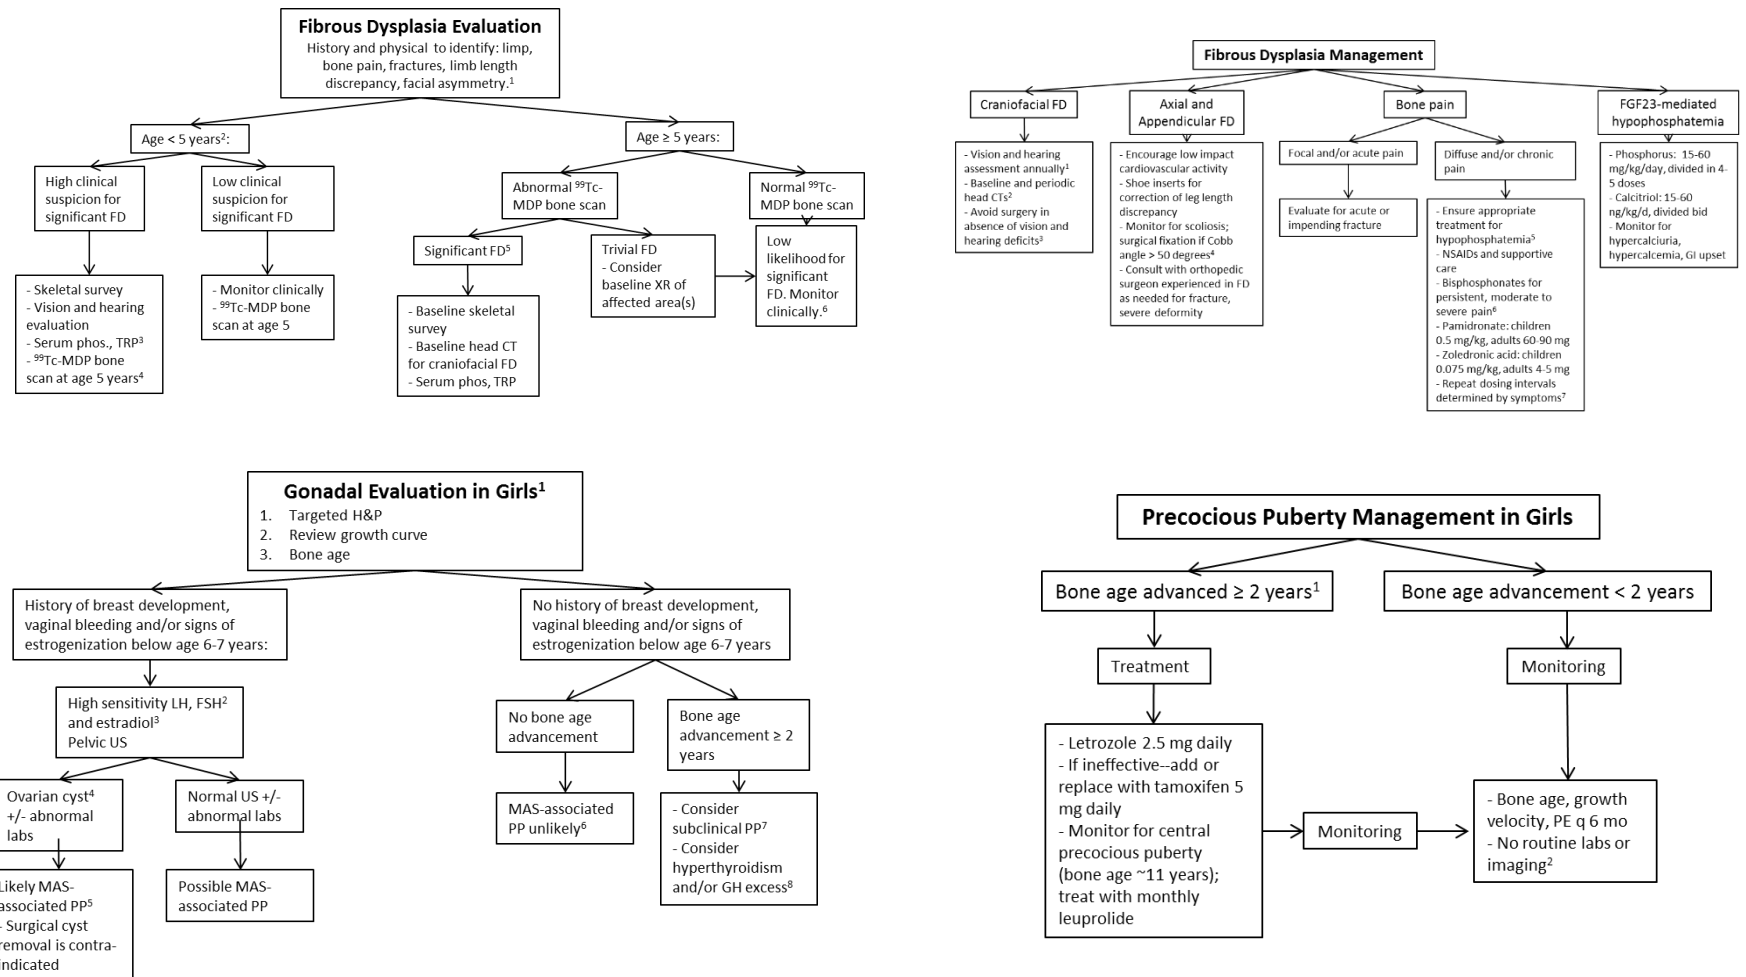 Fibrous Dysplasia Evaluation
History and physical to identify: limp,
bone pain, fractures, limb length
discrepancy, facial asymmetry.¹
Age < 5 years²:
Age ≥ 5 years:
High clinical
suspicion for
significant FD
Low clinical
suspicion for
significant FD
Abnormal ⁹⁹Tc-
MDP bone scan
Normal ⁹⁹Tc-
MDP bone scan
- Skeletal survey
- Vision and hearing
evaluation
- Serum phos., TRP³
- ⁹⁹Tc-MDP bone
scan at age 5 years⁴
- Monitor clinically
- ⁹⁹Tc-MDP bone
scan at age 5
Significant FD⁵
Trivial FD
- Consider
baseline XR of
affected area(s)
Low
likelihood for
significant
FD. Monitor
clinically.⁶
- Baseline skeletal
survey
- Baseline head CT
for craniofacial FD
- Serum phos, TRP
Fibrous Dysplasia Management
Craniofacial FD
Axial and
Appendicular FD
Bone pain
FGF23-mediated
hypophosphatemia
- Vision and hearing
assessment annually¹
- Baseline and periodic
head CTs²
- Avoid surgery in
absence of vision and
hearing deficits³
- Encourage low impact
cardiovascular activity
- Shoe inserts for
correction of leg length
discrepancy
- Monitor for scoliosis;
surgical fixation if Cobb
angle > 50 degrees⁴
- Consult with orthopedic
surgeon experienced in FD
as needed for fracture,
severe deformity
Focal and/or acute pain
Evaluate for acute or
impending fracture
Diffuse and/or chronic
pain
- Ensure appropriate
treatment for
hypophosphatemia⁵
- NSAIDs and supportive
care
- Bisphosphonates for
persistent, moderate to
severe pain⁶
- Pamidronate: children
0.5 mg/kg, adults 60-90 mg
- Zoledronic acid: children
0.075 mg/kg, adults 4-5 mg
- Repeat dosing intervals
determined by symptoms⁷
- Phosphorus: 15-60
mg/kg/day, divided in 4-
5 doses
- Calcitriol: 15-60
ng/kg/d, divided bid
- Monitor for
hypercalciuria,
hypercalcemia, GI upset
Gonadal Evaluation in Girls¹
1. Targeted H&P
2. Review growth curve
3. Bone age
History of breast development,
vaginal bleeding and/or signs of
estrogenization below age 6-7 years:
No history of breast development,
vaginal bleeding and/or signs of
estrogenization below age 6-7 years
High sensitivity LH, FSH²
and estradiol³
Pelvic US
No bone age
advancement
Bone age
advancement ≥ 2
years
Ovarian cyst⁴
+/- abnormal
labs
Normal US +/-
abnormal labs
MAS-associated
PP unlikely⁶
- Consider
subclinical PP⁷
- Consider
hyperthyroidism
and/or GH excess⁸
Likely MAS-
associated PP⁵
- Surgical cyst
removal is contra-
indicated
Possible MAS-
associated PP
Precocious Puberty Management in Girls
Bone age advanced ≥ 2 years¹
Bone age advancement < 2 years
Treatment
Monitoring
- Letrozole 2.5 mg daily
- If ineffective--add or
replace with tamoxifen 5
mg daily
- Monitor for central
precocious puberty
(bone age ~11 years);
treat with monthly
leuprolide
Monitoring
- Bone age, growth
velocity, PE q 6 mo
- No routine labs or
imaging²